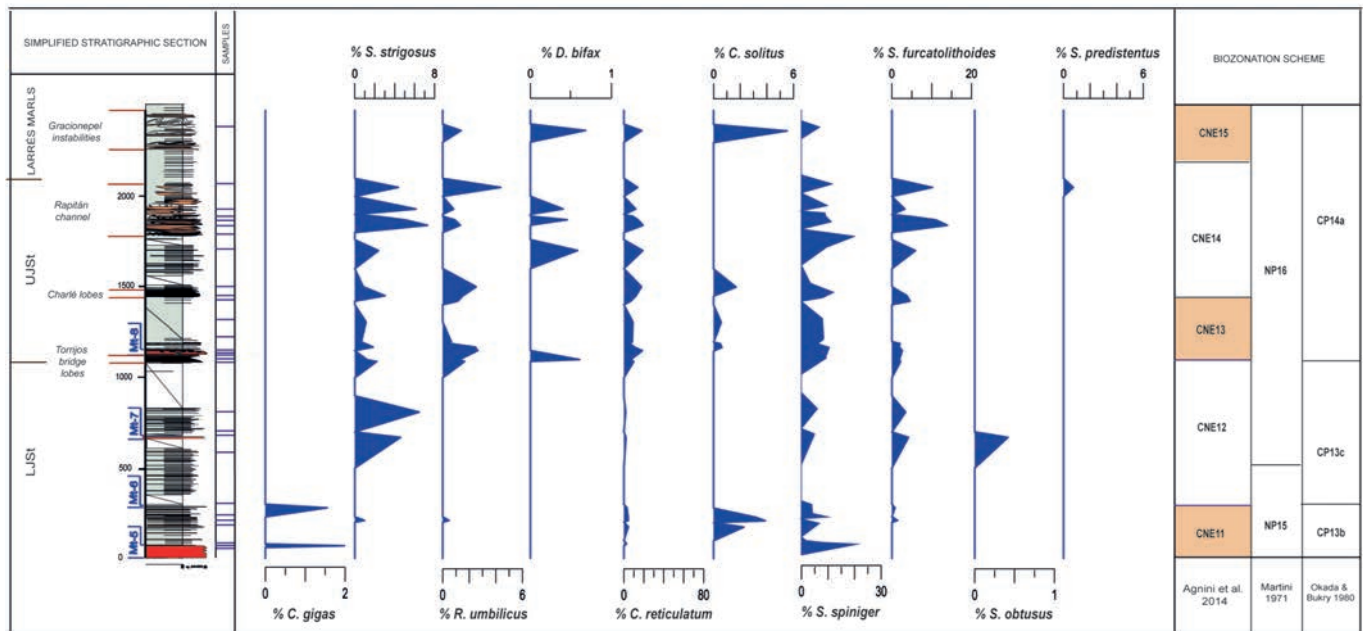 SIMPLIFIED STRATIGRAPHIC SECTION
SAMPLES
% S. strigosus
0 8
% D. bifax
0 1
% C. solitus
0 6
% S. furcatolithoides
0 20
% S. predistentus
0 6
BIOZONATION SCHEME
LARRÉS MARLS
UJSt
LJSt
Gracionepel
instabilities
Rapitán
channel
Charlé lobes
Torrijos
bridge
lobes
2000
1500
1000
500
0
Mt-8
Mt-7
Mt-6
Mt-5
CNE15
CNE14
CNE13
CNE12
CNE11
NP16
NP15
CP14a
CP13c
CP13b
0 2
% C. gigas
0 6
% R. umbilicus
0 80
% C. reticulatum
0 30
% S. spiniger
0 1
% S. obtusus
Agnini et al.
2014
Martini
1971
Okada &
Bukry 1980